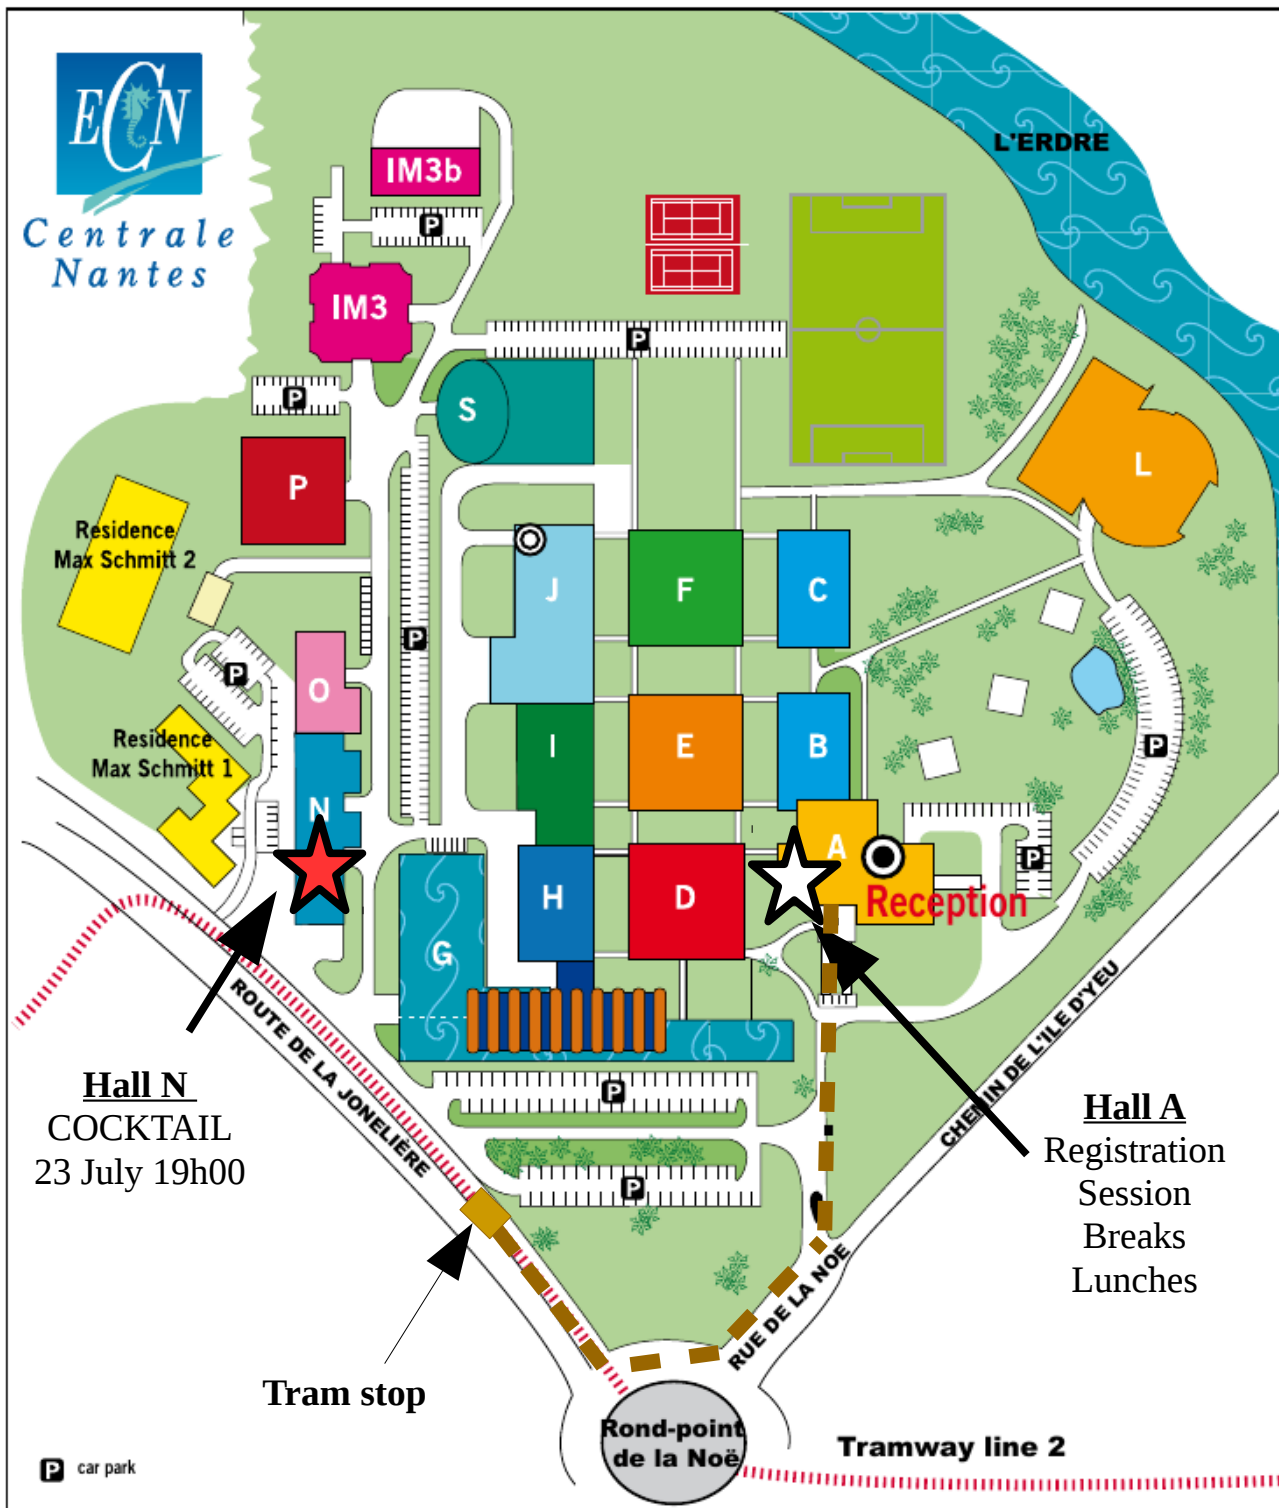 ECN
Centrale
Nantes
L'ERDRE
IM3b
P
IM3
P
P
S
L
P
Residence
Max Schmitt 2
J
F
C
P
P
O
Residence
Max Schmitt 1
I
E
B
P
N
A
P
H
D
Reception
G
ROUTE DE LA JONELIÈRE
CHEMIN DE L'ILE D'YEU
Hall N
COCKTAIL
23 July 19h00
P
Hall A
Registration
Session
Breaks
Lunches
P
RUE DE LA NOE
Tram stop
Rond-point
de la Noë
Tramway line 2
P car park